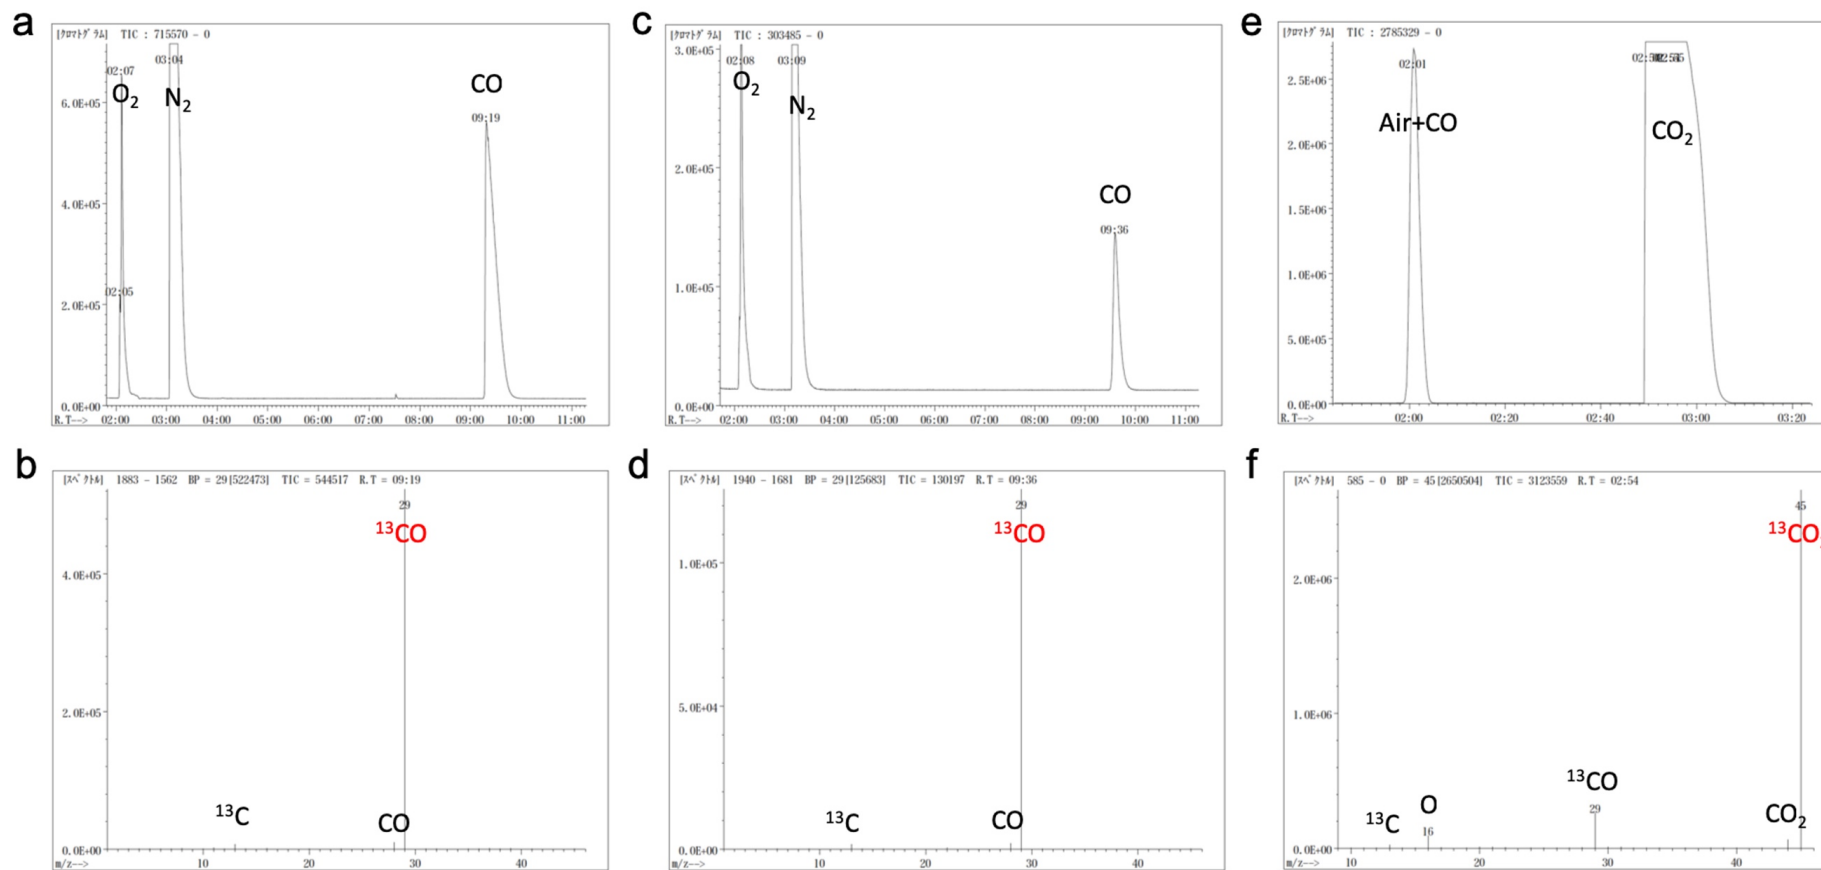 a
[クロマトグラム] TIC : 715570 - 0
02:07
03:04
O2
N2
CO
09:19
02:05
6.0E+05
4.0E+05
2.0E+05
0.0E+00
R.T--> 02:00 03:00 04:00 05:00 06:00 07:00 08:00 09:00 10:00 11:00
c
[クロマトグラム] TIC : 303485 - 0
3.0E+05
02:08
03:09
O2
N2
CO
09:36
2.0E+05
1.0E+05
0.0E+00
R.T--> 02:00 03:00 04:00 05:00 06:00 07:00 08:00 09:00 10:00 11:00
e
[クロマトグラム] TIC : 2785329 - 0
02:01
Air+CO
CO2
2.5E+06
2.0E+06
1.5E+06
1.0E+06
5.0E+05
0.0E+00
R.T--> 02:00 02:20 02:40 03:00 03:20
b
[スペクトル] 1883 - 1562 BP = 29[522473] TIC = 544517 R.T = 09:19
29
13CO
4.0E+05
2.0E+05
13C
CO
0.0E+00
m/z--> 10 20 30 40
d
[スペクトル] 1940 - 1681 BP = 29[125683] TIC = 130197 R.T = 09:36
29
13CO
1.0E+05
5.0E+04
13C
CO
0.0E+00
m/z--> 10 20 30 40
f
[スペクトル] 585 - 0 BP = 45[2650504] TIC = 3123559 R.T = 02:54
45
13CO
2.0E+06
1.0E+06
13CO
29
O
16
13C
CO2
0.0E+00
m/z--> 10 20 30 40